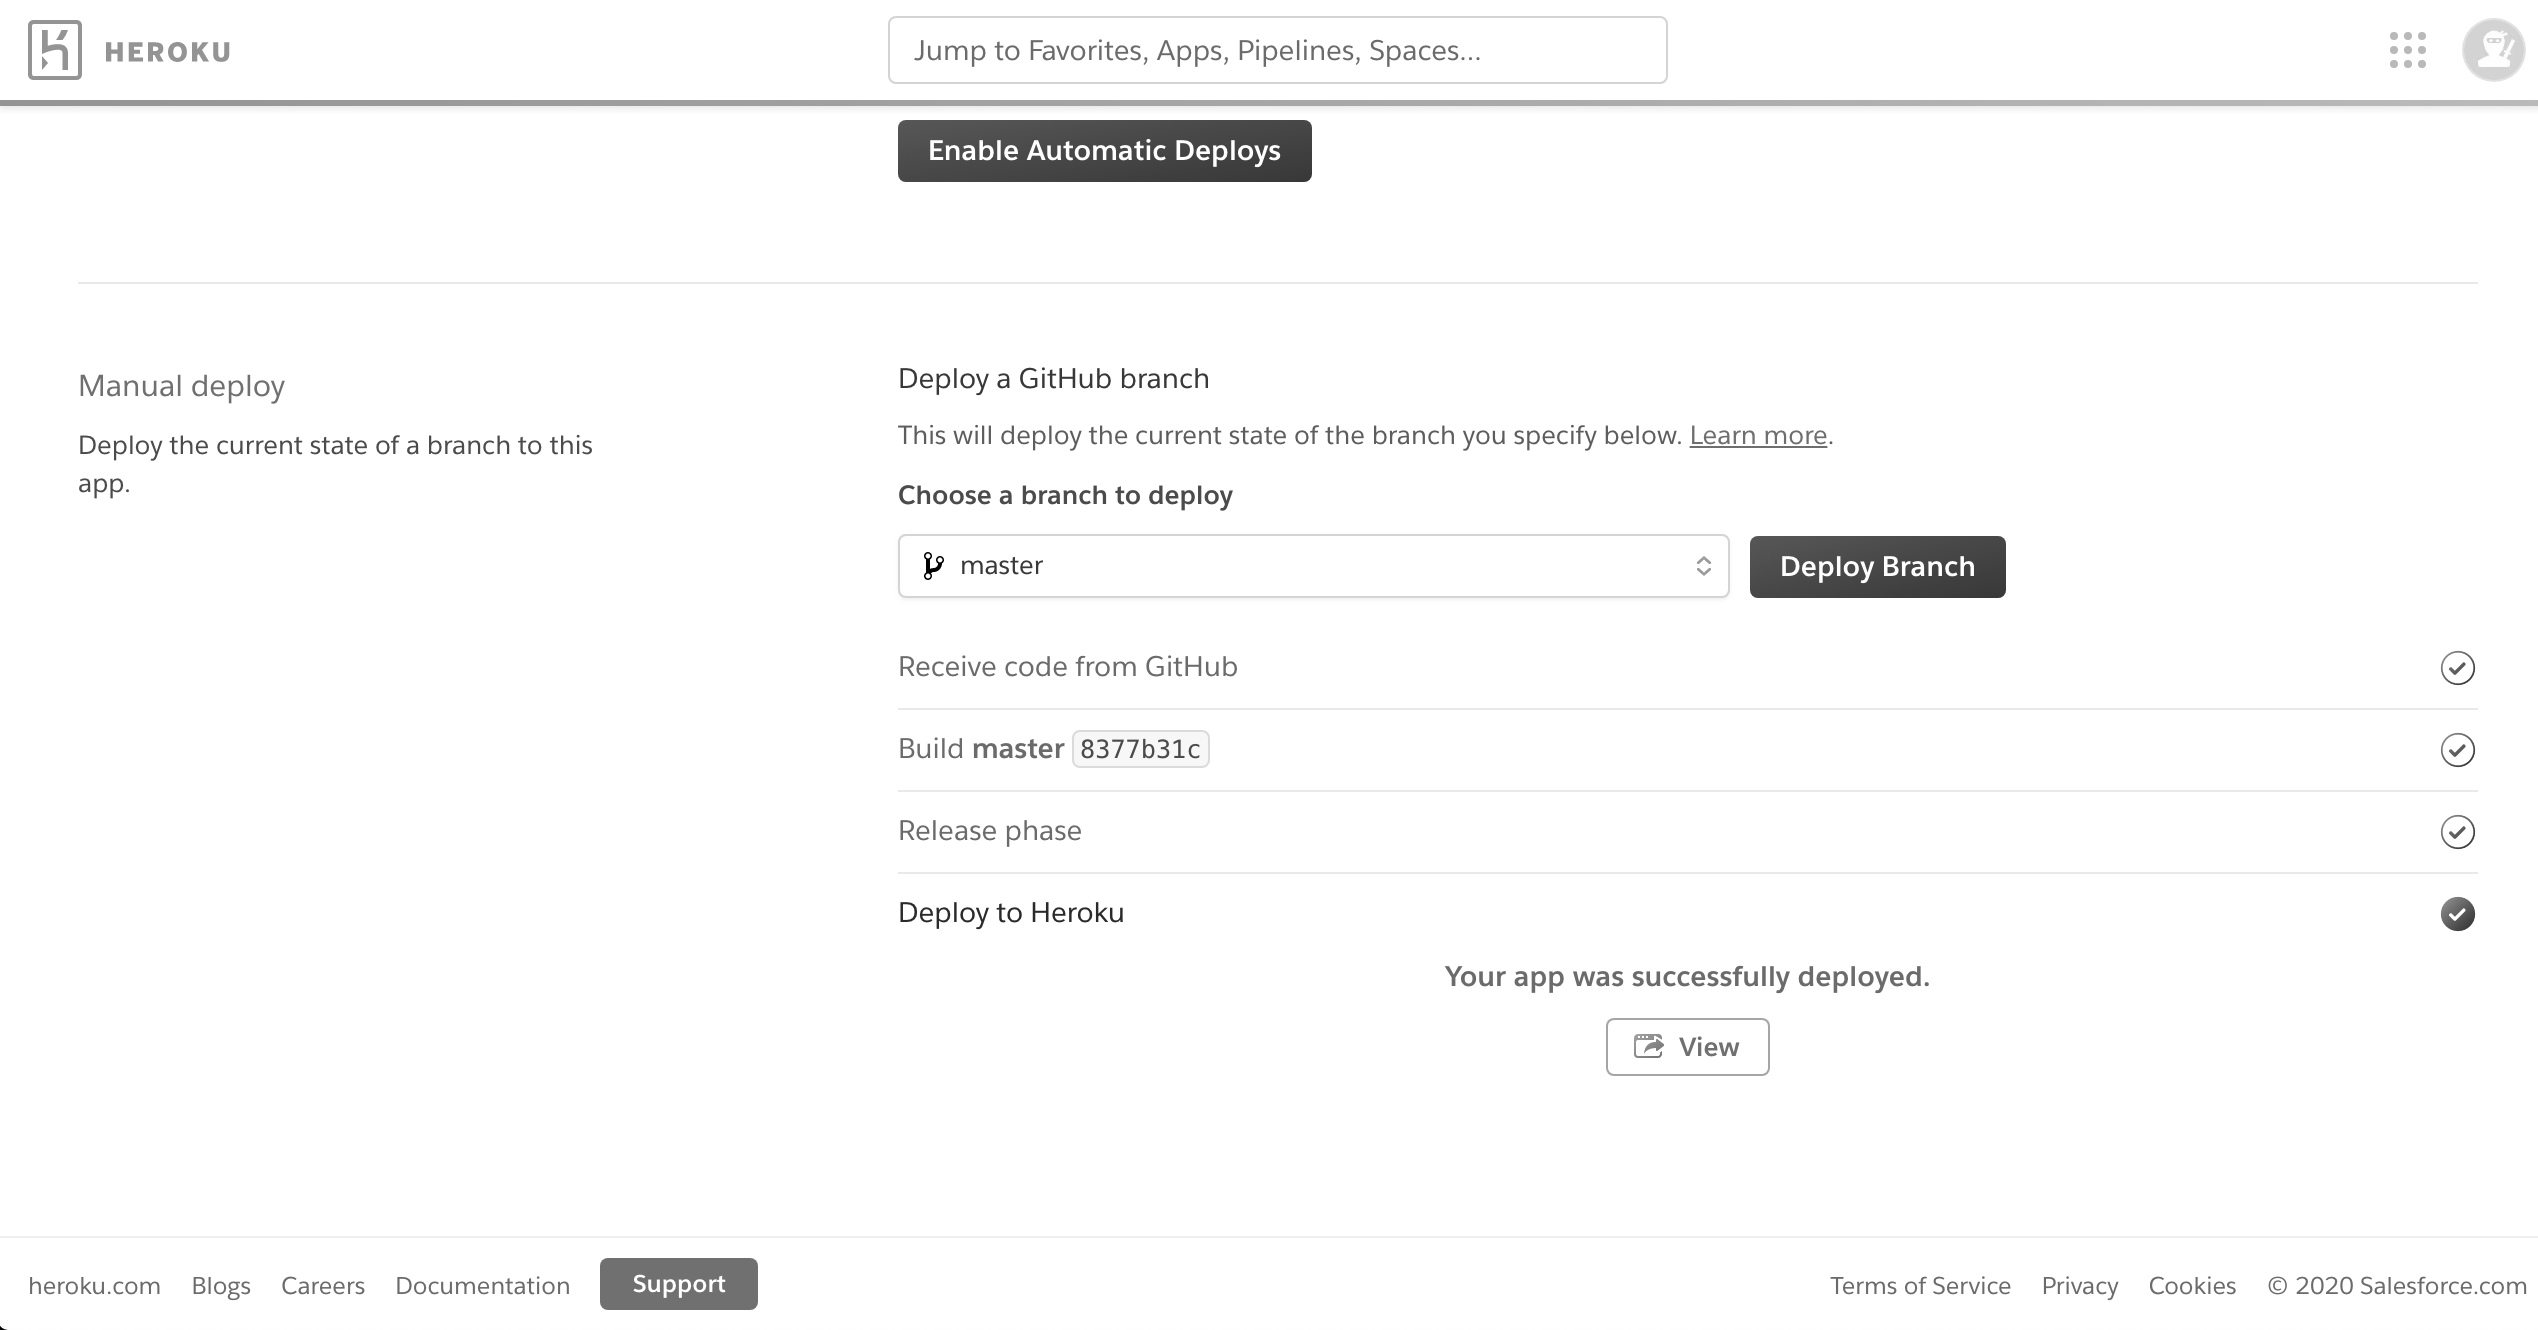 HEROKU
Jump to Favorites, Apps, Pipelines, Spaces...
Enable Automatic Deploys
Manual deploy
Deploy the current state of a branch to this
app.
Deploy a GitHub branch
This will deploy the current state of the branch you specify below. Learn more.
Choose a branch to deploy
master
Deploy Branch
Receive code from GitHub
Build master 8377b31c
Release phase
Deploy to Heroku
Your app was successfully deployed.
View
heroku.com Blogs Careers Documentation Support
Terms of Service Privacy Cookies © 2020 Salesforce.com